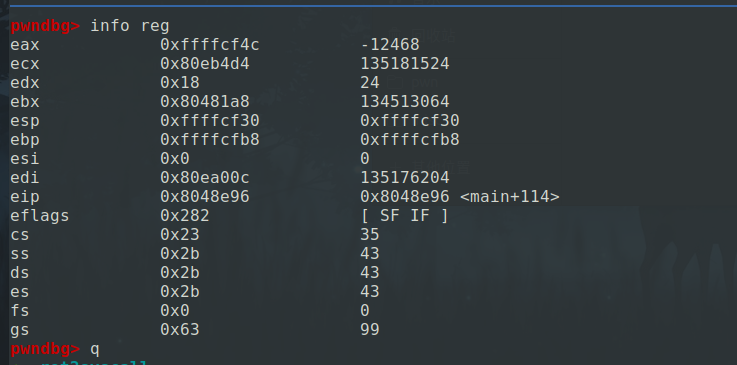 pwndbg> info reg
eax 0xffffcf4c -12468
ecx 0x80eb4d4 135181524
edx 0x18 24
ebx 0x80481a8 134513064
esp 0xffffcf30 0xffffcf30
ebp 0xffffcfb8 0xffffcfb8
esi 0x0 0
edi 0x80ea00c 135176204
eip 0x8048e96 0x8048e96 <main+114>
eflags 0x282 [ SF IF ]
cs 0x23 35
ss 0x2b 43
ds 0x2b 43
es 0x2b 43
fs 0x0 0
gs 0x63 99
pwndbg> q